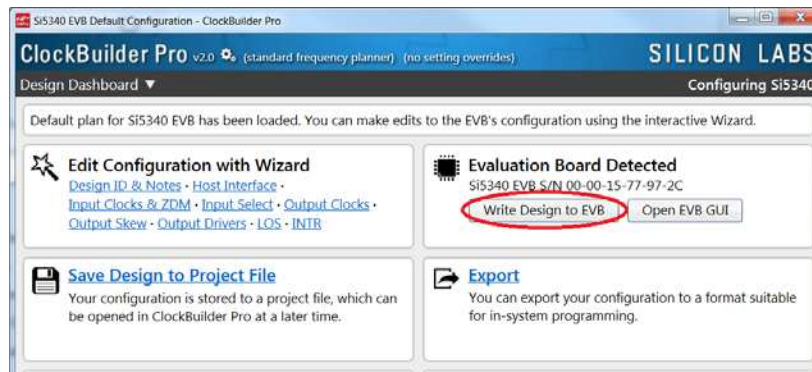 Si5340 EVB Default Configuration - ClockBuilder Pro
ClockBuilder Pro v2.0 (standard frequency planner) (no setting overrides)
SILICON LABS
Design Dashboard ▼
Configuring Si5340
Default plan for Si5340 EVB has been loaded. You can make edits to the EVB's configuration using the interactive Wizard.
Edit Configuration with Wizard
Design ID & Notes · Host Interface ·
Input Clocks & ZDM · Input Select · Output Clocks ·
Output Skew · Output Drivers · LOS · INTR
Evaluation Board Detected
Si5340 EVB S/N 00-00-15-77-97-2C
Write Design to EVB
Open EVB GUI
Save Design to Project File
Your configuration is stored to a project file, which can
be opened in ClockBuilder Pro at a later time.
Export
You can export your configuration to a format suitable
for in-system programming.